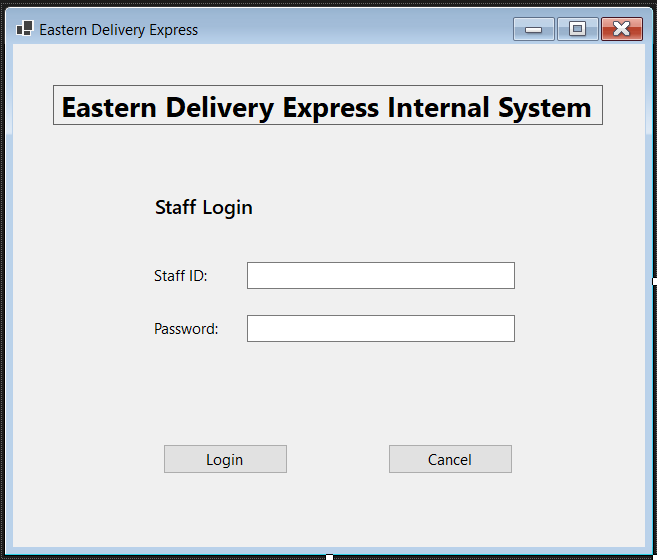 Eastern Delivery Express
Eastern Delivery Express Internal System
Staff Login
Staff ID:
Password:
Login
Cancel